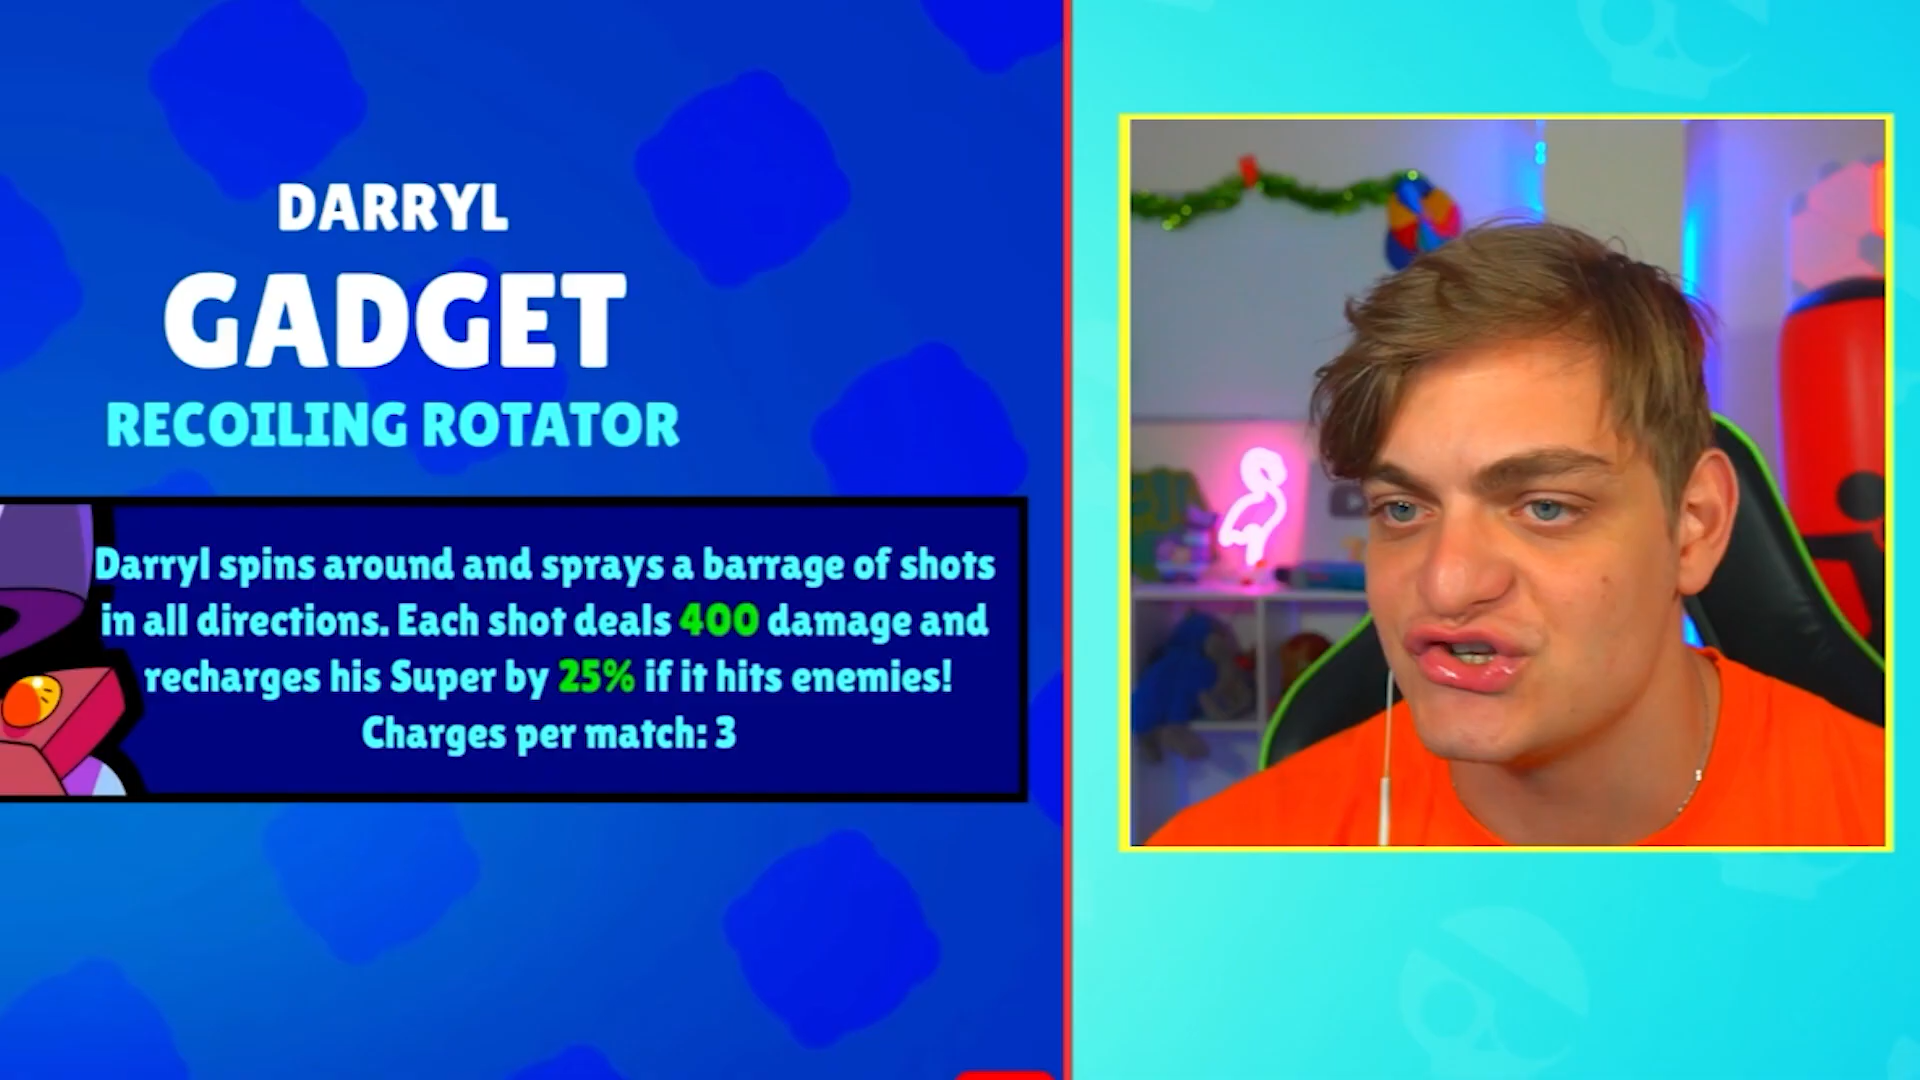 DARRYL
GADGET
RECOILING ROTATOR
Darryl spins around and sprays a barrage of shots
in all directions. Each shot deals 400 damage and
recharges his Super by 25% if it hits enemies!
Charges per match: 3